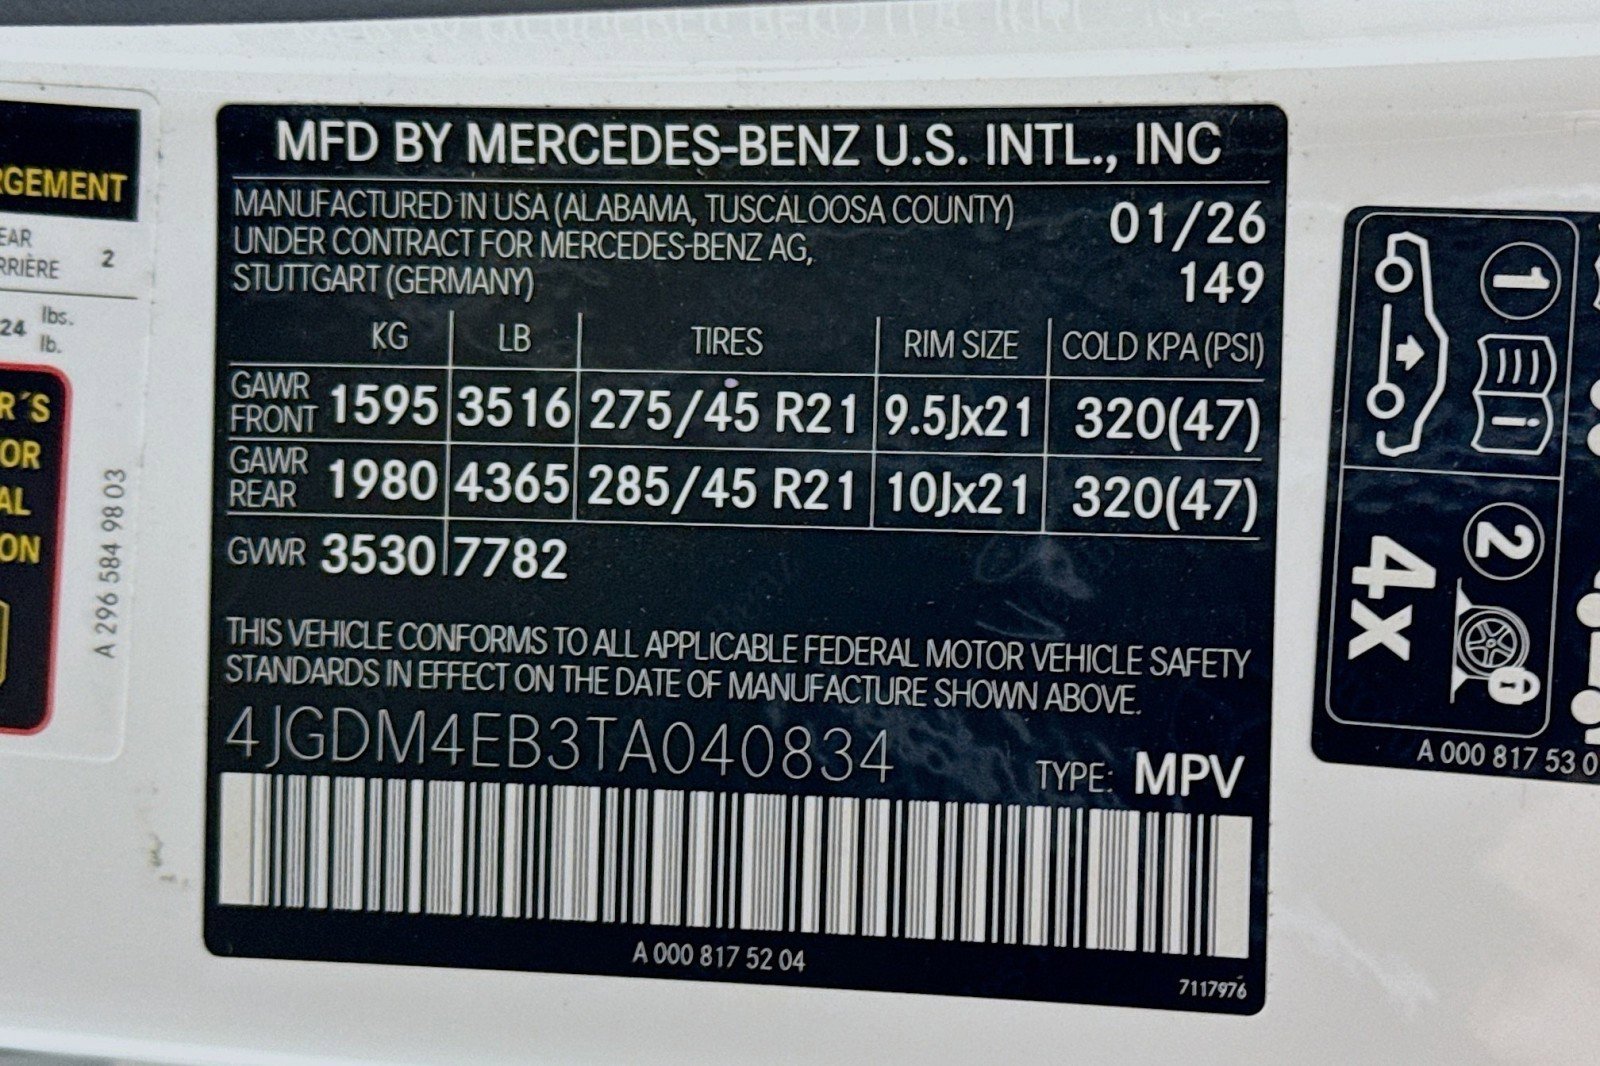 RGEMENT
EAR
RRIÈRE 2
24 lbs.
lb.
R´S
OR
AL
ON
A 296 584 98 03
MFD BY MERCEDES-BENZ U.S. INTL., INC
MANUFACTURED IN USA (ALABAMA, TUSCALOOSA COUNTY)
UNDER CONTRACT FOR MERCEDES-BENZ AG,
STUTTGART (GERMANY)
01/26
149
KG LB TIRES RIM SIZE COLD KPA (PSI)
GAWR FRONT 1595 3516 275/45 R21 9.5Jx21 320(47)
GAWR REAR 1980 4365 285/45 R21 10Jx21 320(47)
GVWR 3530 7782
THIS VEHICLE CONFORMS TO ALL APPLICABLE FEDERAL MOTOR VEHICLE SAFETY
STANDARDS IN EFFECT ON THE DATE OF MANUFACTURE SHOWN ABOVE.
4JGDM4EB3TA040834
TYPE: MPV
A 000 817 52 04
7117976
1
i
2
4x
A 000 817 53 0